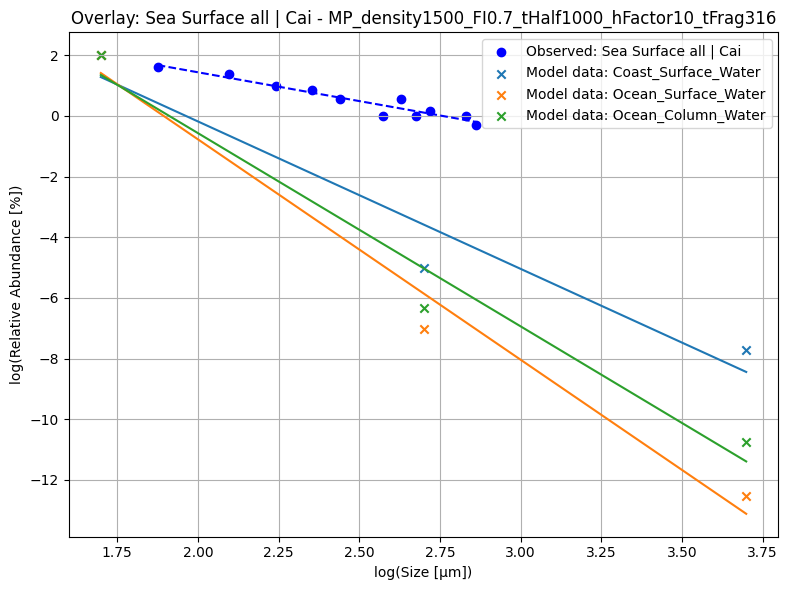 Overlay: Sea Surface all | Cai - MP_density1500_FI0.7_tHalf1000_hFactor10_tFrag316
Observed: Sea Surface all | Cai
Model data: Coast_Surface_Water
Model data: Ocean_Surface_Water
Model data: Ocean_Column_Water
log(Relative Abundance [%])
2
0
−2
−4
−6
−8
−10
−12
1.75 2.00 2.25 2.50 2.75 3.00 3.25 3.50 3.75
log(Size [μm])